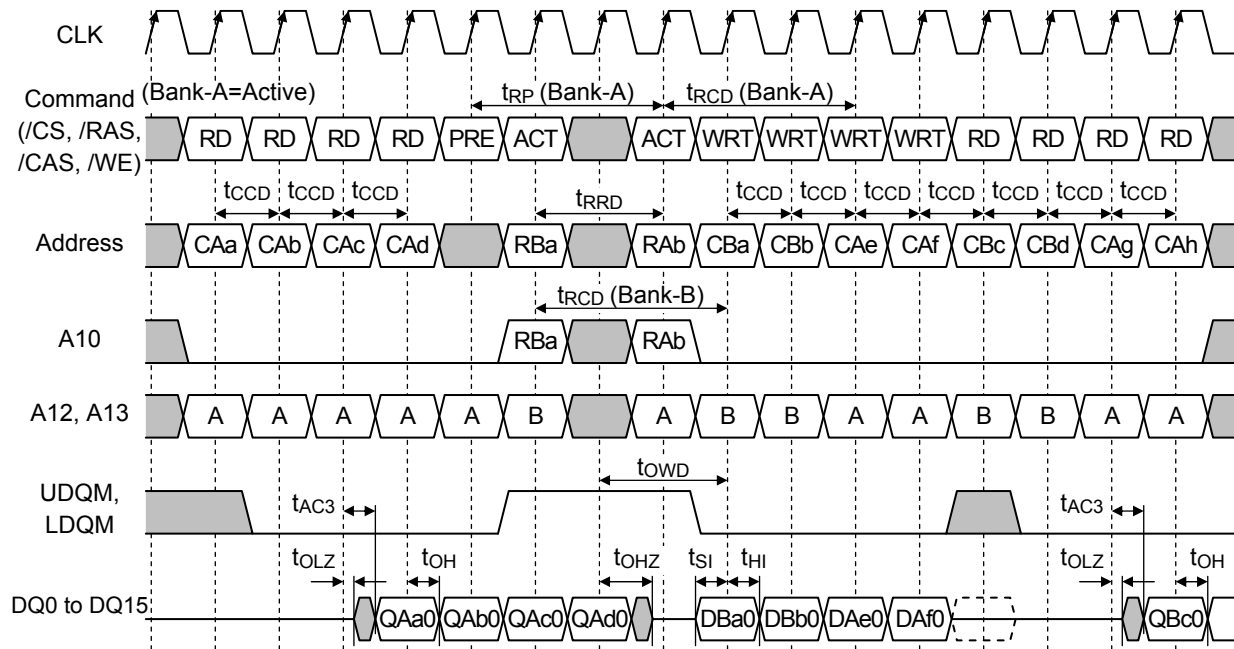 CLK
Command (Bank-A=Active) tRP (Bank-A) tRCD (Bank-A)
(/CS, /RAS, /CAS, /WE) RD RD RD RD PRE ACT ACT WRT WRT WRT WRT RD RD RD RD
tCCD tCCD tCCD tRRD tCCD tCCD tCCD tCCD tCCD tCCD tCCD
Address CAa CAb CAc CAd RBa RAb CBa CBb CAe CAf CBc CBd CAg CAh
tRCD (Bank-B)
A10 RBa RAb
A12, A13 A A A A A B A B B A A B B A A
tOWD
UDQM, LDQM tAC3 tAC3
tOLZ tOH tOHZ tSI tHI tOLZ tOH
DQ0 to DQ15 QAa0 QAb0 QAc0 QAd0 DBa0 DBb0 DAe0 DAf0 QBc0